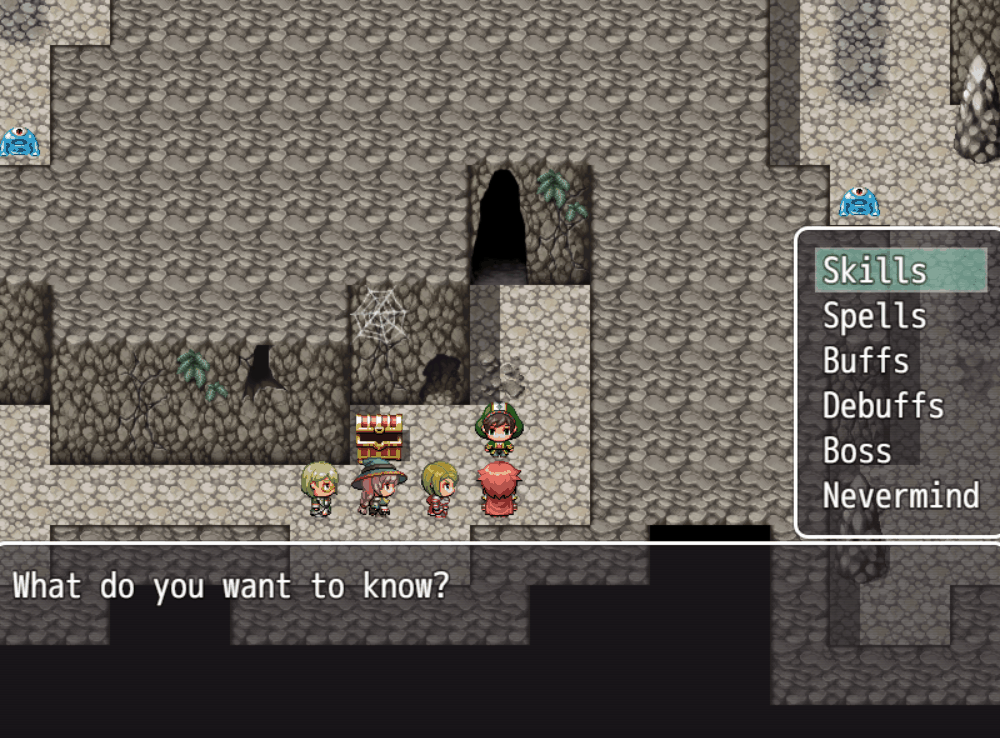 Skills
Spells
Buffs
Debuffs
Boss
Nevermind
What do you want to know?